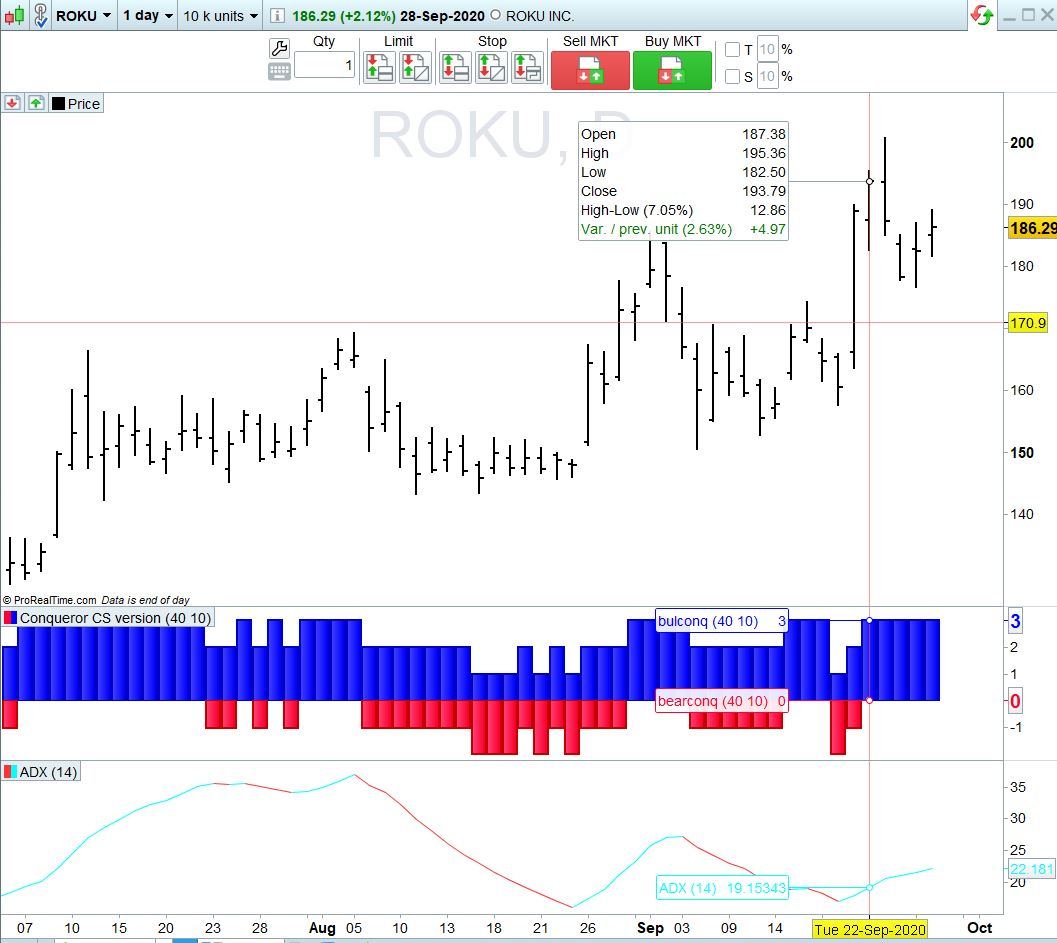 ROKU 1 day 10 k units 186.29 (+2.12%) 28-Sep-2020 ROKU INC.
Qty Limit Stop Sell MKT Buy MKT
1
T 10 %
S 10 %
Price
ROKU, D
Open 187.38
High 195.36
Low 182.50
Close 193.79
High-Low (7.05%) 12.86
Var. / prev. unit (2.63%) +4.97
200
190
186.29
180
170.9
160
150
140
© ProRealTime.com Data is end of day
Conqueror CS version (40 10)
bulconq (40 10) 3
bearconq (40 10) 0
3
2
1
0
-1
ADX (14)
ADX (14) 19.15343
35
30
25
22.181
20
07 10 15 20 23 28 Aug 05 10 13 18 21 26 Sep 03 09 14 Tue 22-Sep-2020 Oct